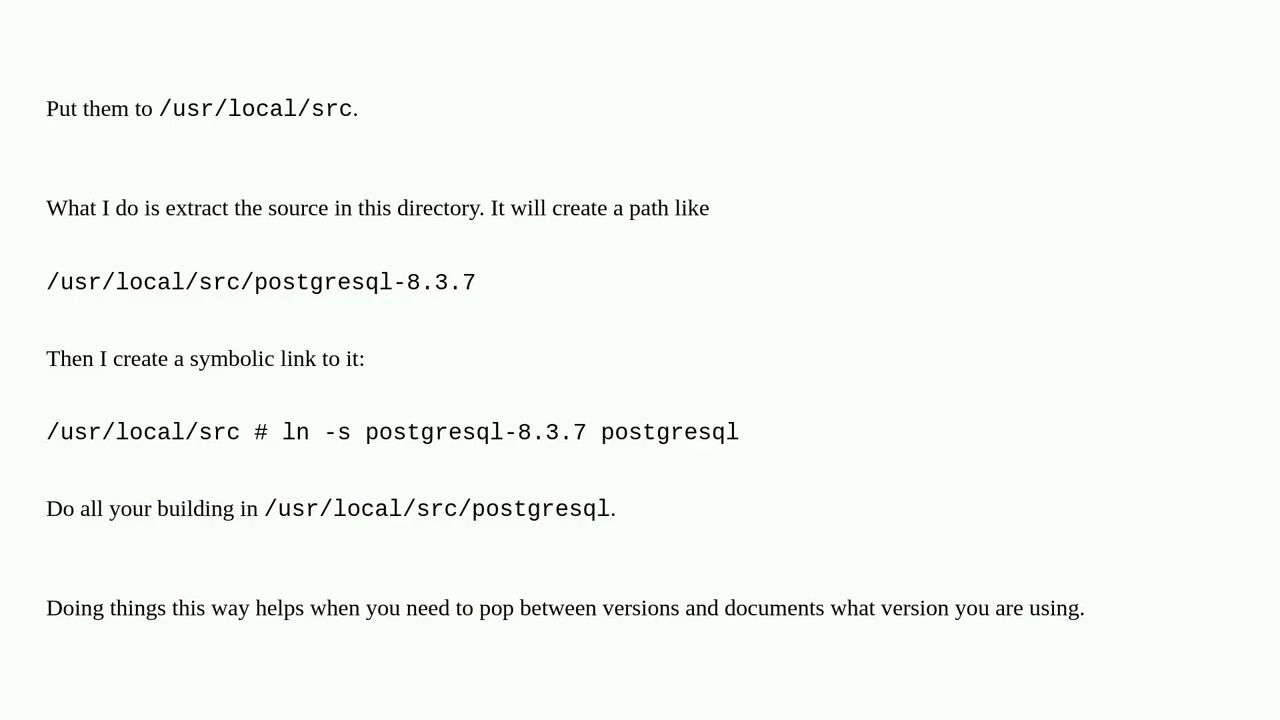 Put them to /usr/local/src.
What I do is extract the source in this directory. It will create a path like
/usr/local/src/postgresql-8.3.7
Then I create a symbolic link to it:
/usr/local/src # ln -s postgresql-8.3.7 postgresql
Do all your building in /usr/local/src/postgresql.
Doing things this way helps when you need to pop between versions and documents what version you are using.